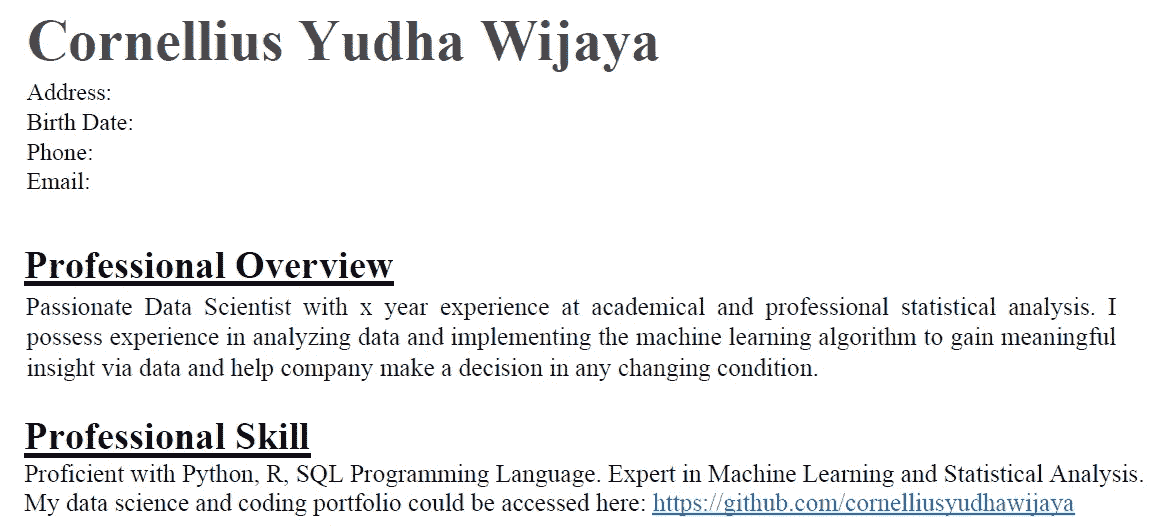 Cornellius Yudha Wijaya
Address:
Birth Date:
Phone:
Email:
Professional Overview
Passionate Data Scientist with x year experience at academical and professional statistical analysis. I
possess experience in analyzing data and implementing the machine learning algorithm to gain meaningful
insight via data and help company make a decision in any changing condition.
Professional Skill
Proficient with Python, R, SQL Programming Language. Expert in Machine Learning and Statistical Analysis.
My data science and coding portfolio could be accessed here: https://github.com/cornelliusyudhawijaya